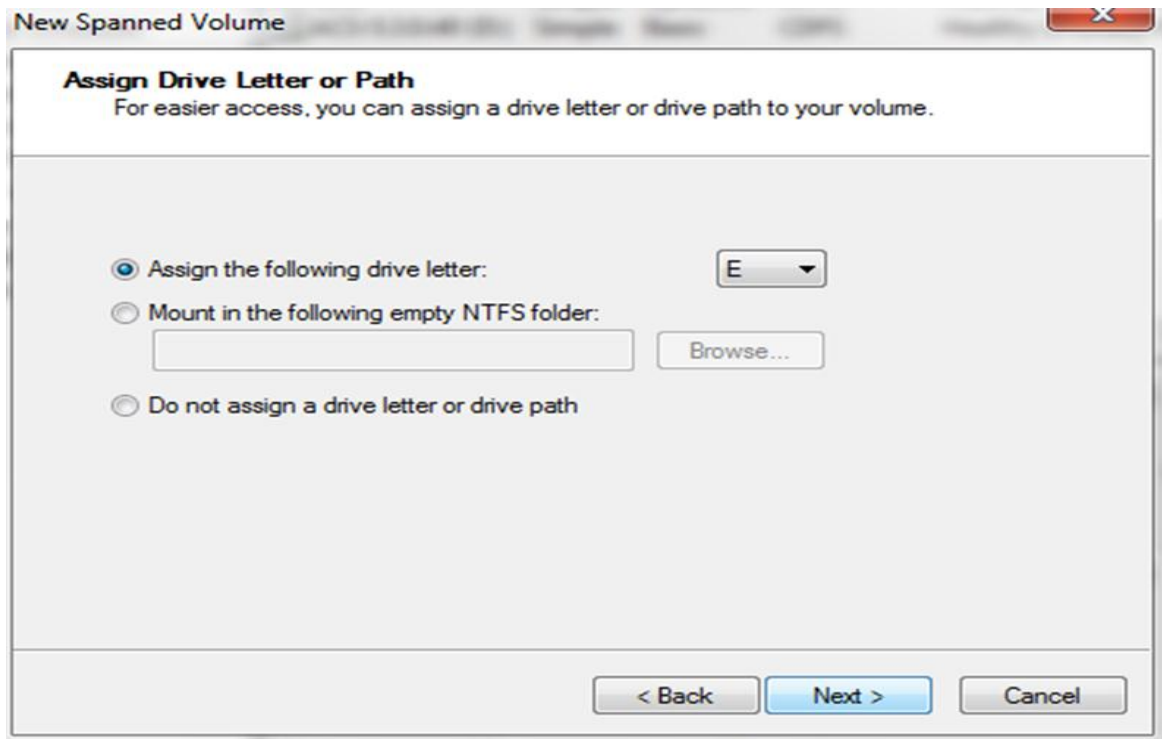 New Spanned Volume
Assign Drive Letter or Path
For easier access, you can assign a drive letter or drive path to your volume.
Assign the following drive letter: E
Mount in the following empty NTFS folder:
Browse...
Do not assign a drive letter or drive path
< Back Next > Cancel